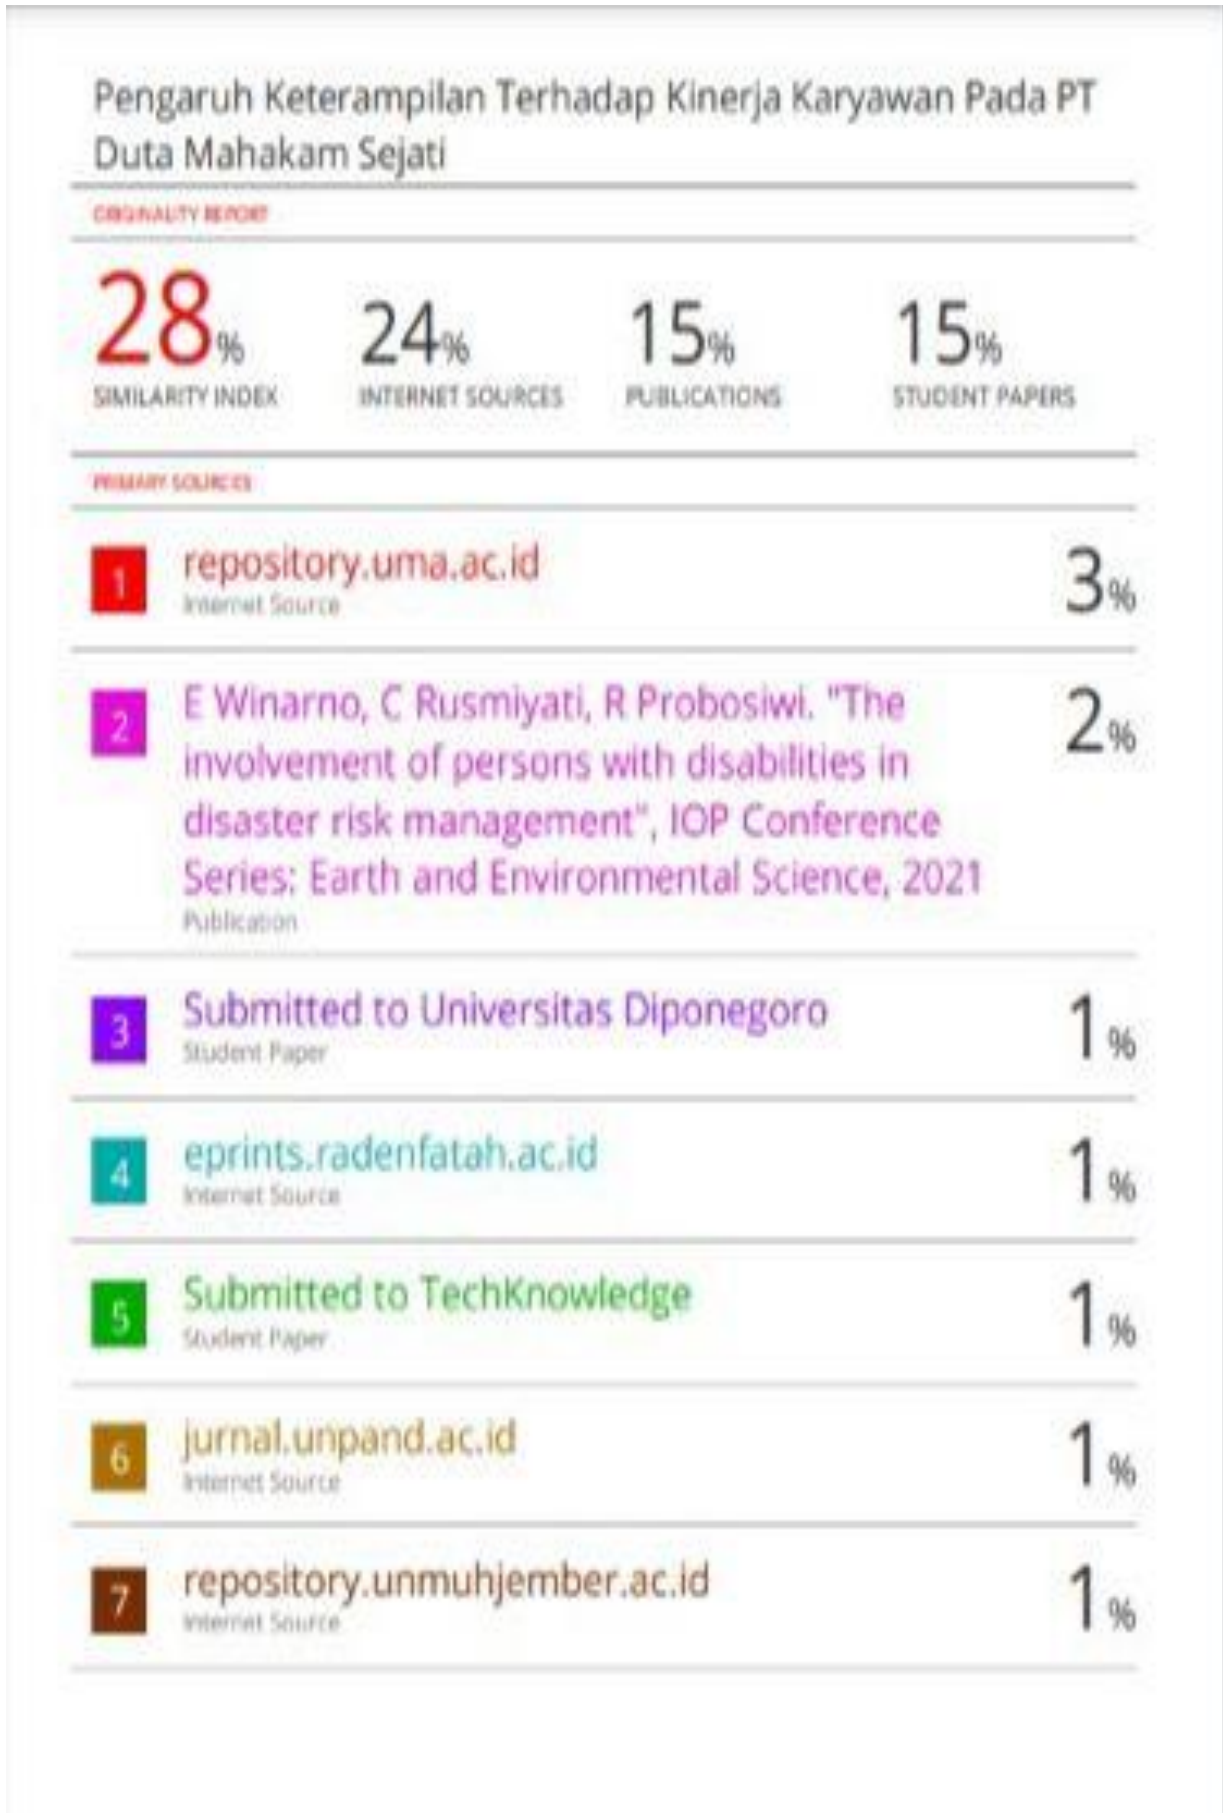 Pengaruh Keterampilan Terhadap Kinerja Karyawan Pada PT
Duta Mahakam Sejati
ORIGINALITY REPORT
28%
24%
15%
15%
SIMILARITY INDEX
INTERNET SOURCES
PUBLICATIONS
STUDENT PAPERS
PRIMARY SOURCES
1
repository.uma.ac.id
3%
Internet Source
2
E Winarno, C Rusmiyati, R Probosiwi. "The
2%
involvement of persons with disabilities in
disaster risk management", IOP Conference
Series: Earth and Environmental Science, 2021
Publication
3
Submitted to Universitas Diponegoro
1%
Student Paper
4
eprints.radenfatah.ac.id
1%
Internet Source
5
Submitted to TechKnowledge
1%
Student Paper
6
jurnal.unpand.ac.id
1%
Internet Source
7
repository.unmuhjember.ac.id
1%
Internet Source